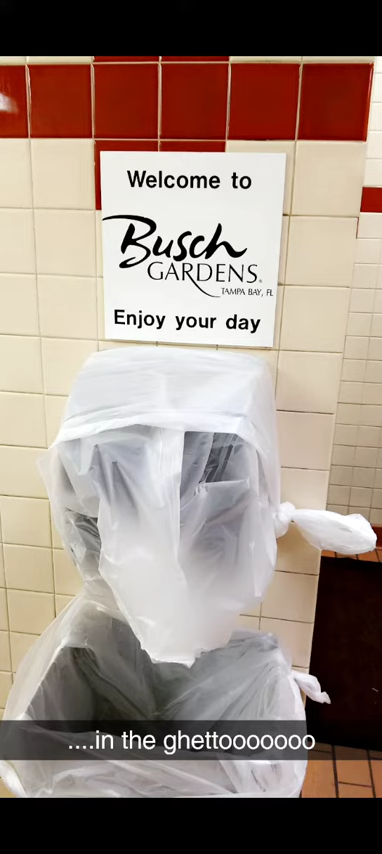 Welcome to
Busch
GARDENS®
TAMPA BAY, FL
Enjoy your day
....in the ghettooooooo